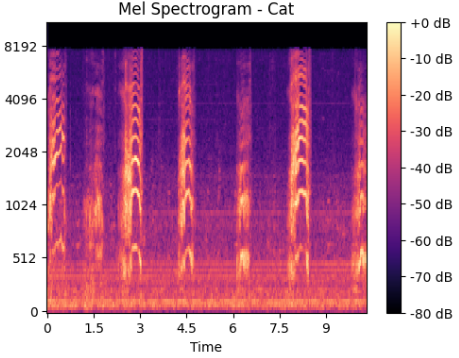 Mel Spectrogram - Cat
8192
4096
2048
1024
512
0
0 1.5 3 4.5 6 7.5 9
Time
+0 dB
-10 dB
-20 dB
-30 dB
-40 dB
-50 dB
-60 dB
-70 dB
-80 dB